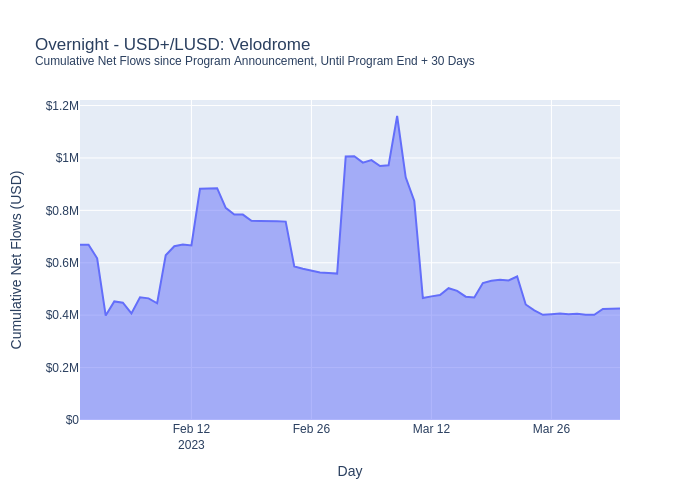 Overnight - USD+/LUSD: Velodrome
Cumulative Net Flows since Program Announcement, Until Program End + 30 Days
Cumulative Net Flows (USD)
$1.2M
$1M
$0.8M
$0.6M
$0.4M
$0.2M
$0
Feb 12
2023
Feb 26
Mar 12
Mar 26
Day